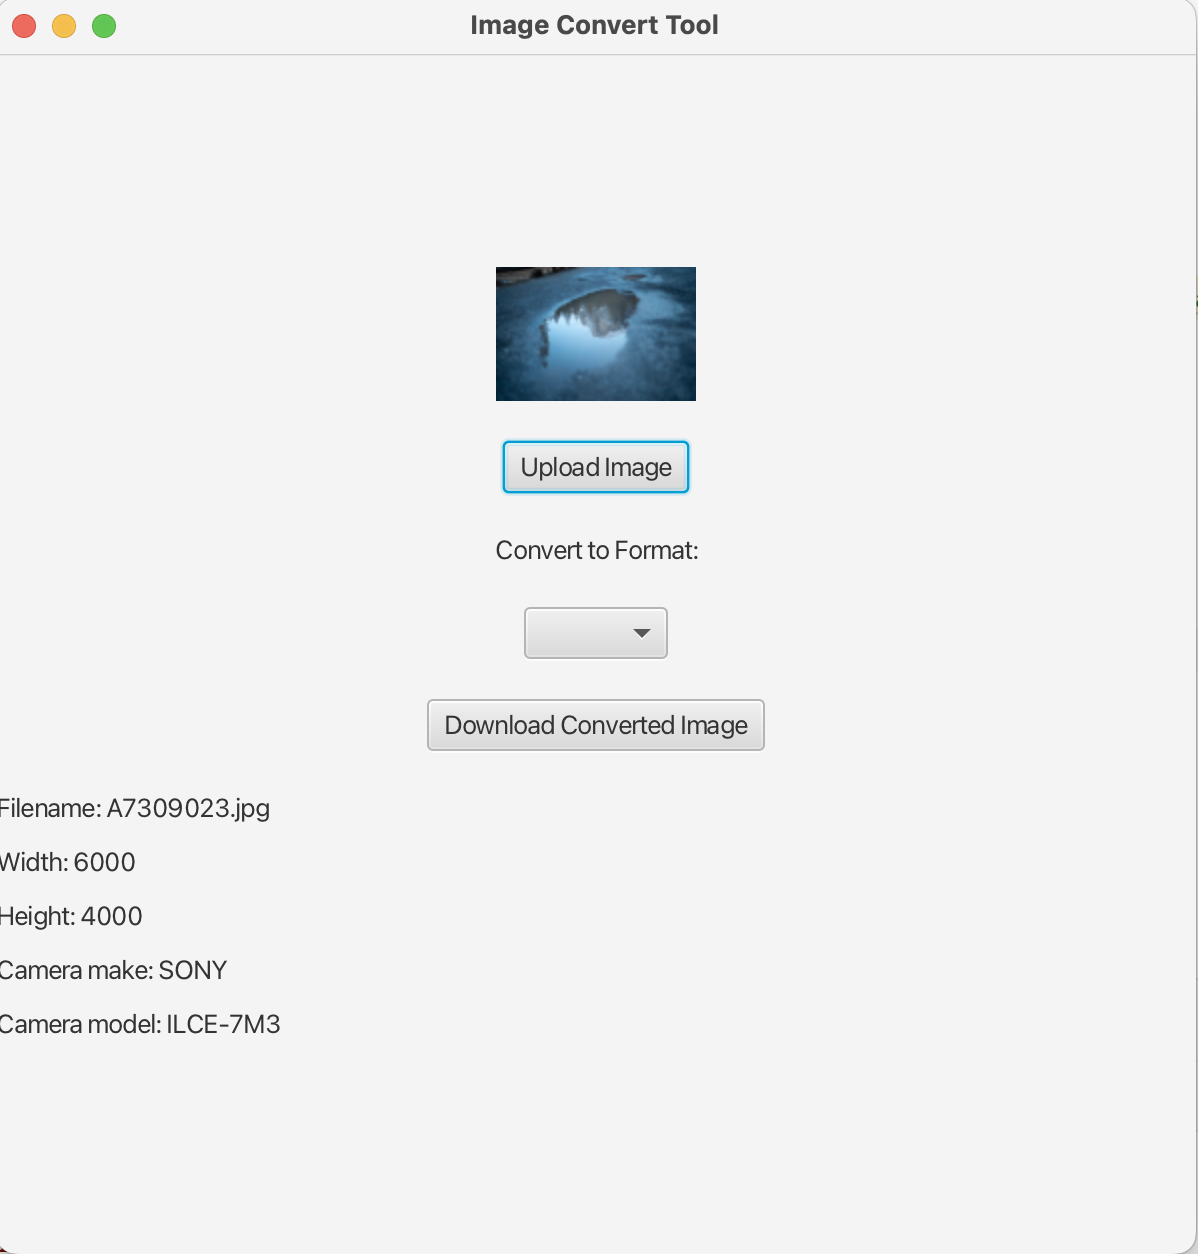 Image Convert Tool
Upload Image
Convert to Format:
Download Converted Image
Filename: A7309023.jpg
Width: 6000
Height: 4000
Camera make: SONY
Camera model: ILCE-7M3